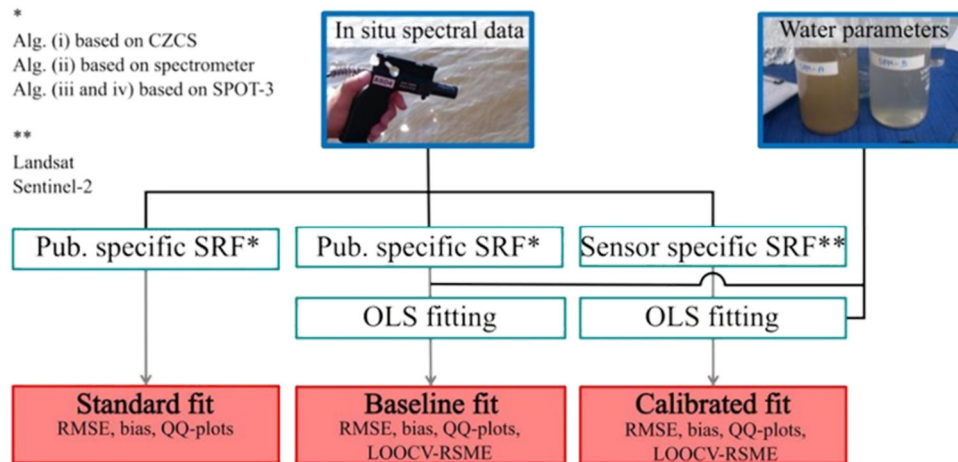 *
Alg. (i) based on CZCS
Alg. (ii) based on spectrometer
Alg. (iii and iv) based on SPOT-3
**
Landsat
Sentinel-2
In situ spectral data
Water parameters
Pub. specific SRF*
Pub. specific SRF*
Sensor specific SRF**
OLS fitting
OLS fitting
Standard fit
RMSE, bias, QQ-plots
Baseline fit
RMSE, bias, QQ-plots,
LOOCV-RSME
Calibrated fit
RMSE, bias, QQ-plots,
LOOCV-RSME